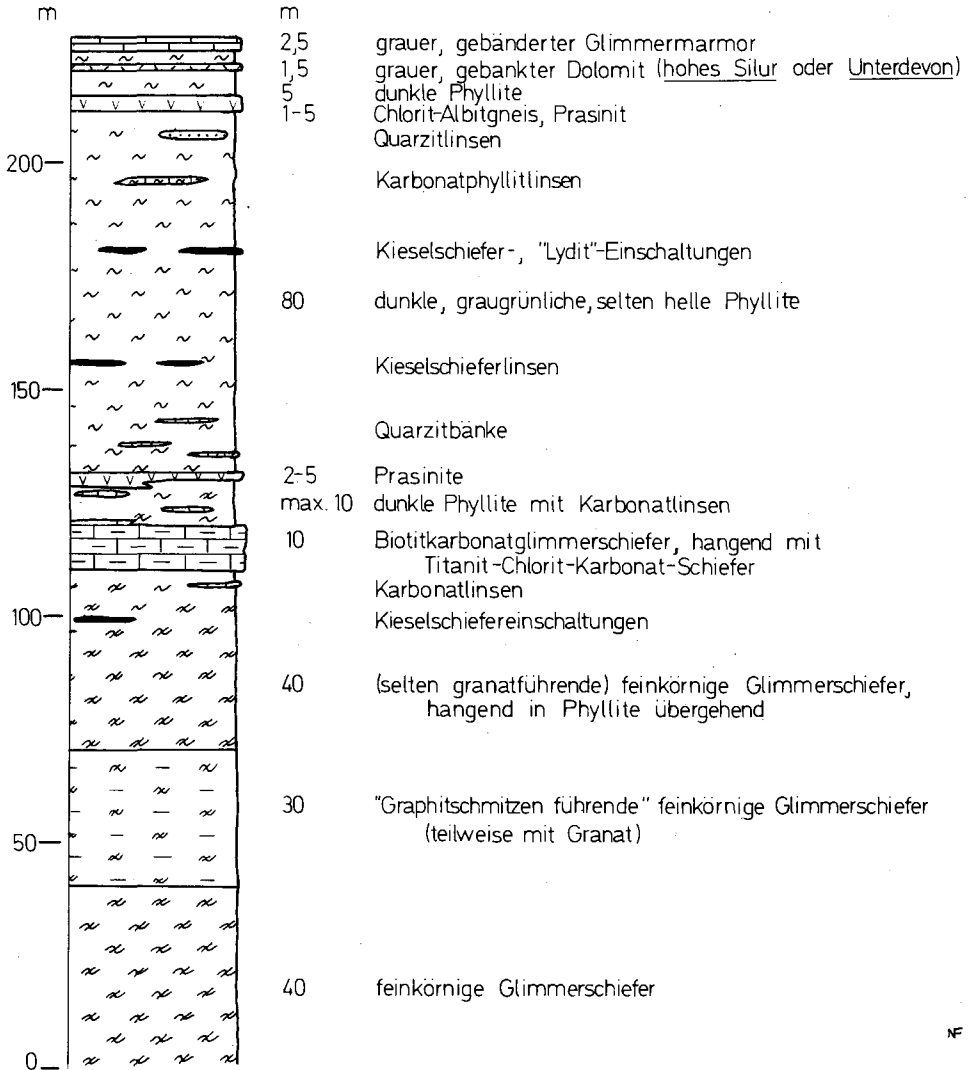 m m
2,5 grauer, gebänderter Glimmermarmor
1,5 grauer, gebankter Dolomit (hohes Silur oder Unterdevon)
5 dunkle Phyllite
1-5 Chlorit-Albitgneis, Prasinit
Quarzitlinsen
200
Karbonatphyllitlinsen
Kieselschiefer-, "Lydit"-Einschaltungen
80 dunkle, graugrünliche, selten helle Phyllite
Kieselschieferlinsen
150
Quarzitbänke
2-5 Prasinite
max. 10 dunkle Phyllite mit Karbonatlinsen
10 Biotitkarbonatglimmerschiefer, hangend mit
Titanit-Chlorit-Karbonat-Schiefer
Karbonatlinsen
100 Kieselschiefereinschaltungen
40 (selten granatführende) feinkörnige Glimmerschiefer,
hangend in Phyllite übergehend
30 "Graphitschmitzen führende" feinkörnige Glimmerschiefer
50 (teilweise mit Granat)
40 feinkörnige Glimmerschiefer
NF
0